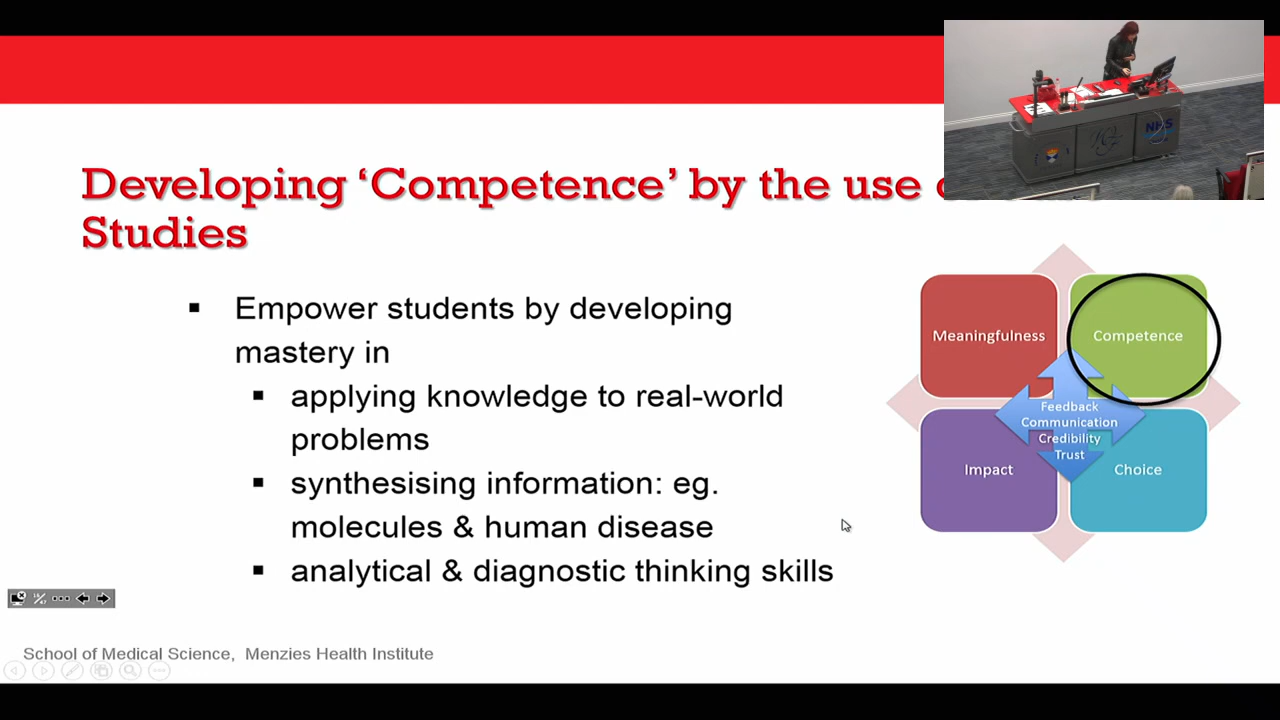 Developing ‘Competence’ by the use
Studies
▪ Empower students by developing
mastery in
▪ applying knowledge to real-world
problems
▪ synthesising information: eg.
molecules & human disease
▪ analytical & diagnostic thinking skills
Meaningfulness
Competence
Feedback
Communication
Credibility
Trust
Impact
Choice
School of Medical Science, Menzies Health Institute
NHS